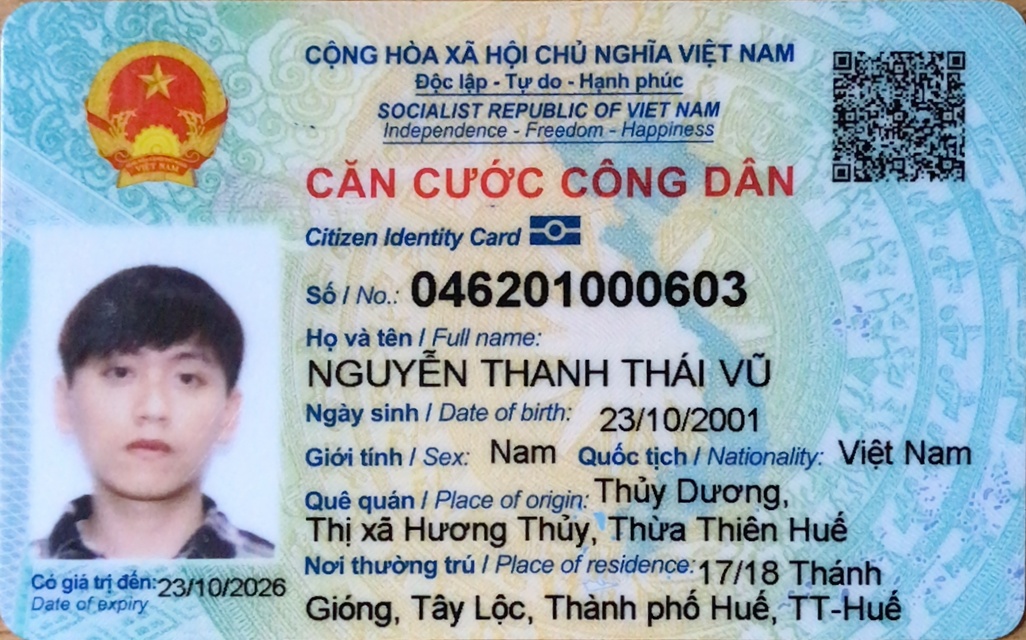 CỘNG HÒA XÃ HỘI CHỦ NGHĨA VIỆT NAM
Độc lập - Tự do - Hạnh phúc
SOCIALIST REPUBLIC OF VIET NAM
Independence - Freedom - Happiness
VIỆT NAM
CĂN CƯỚC CÔNG DÂN
Citizen Identity Card
Số / No.: 046201000603
Họ và tên / Full name:
NGUYỄN THANH THÁI VŨ
Ngày sinh / Date of birth: 23/10/2001
Giới tính / Sex: Nam Quốc tịch / Nationality: Việt Nam
Quê quán / Place of origin: Thủy Dương,
Thị xã Hương Thủy, Thừa Thiên Huế
Nơi thường trú / Place of residence: 17/18 Thánh
Gióng, Tây Lộc, Thành phố Huế, TT-Huế
Có giá trị đến: 23/10/2026
Date of expiry